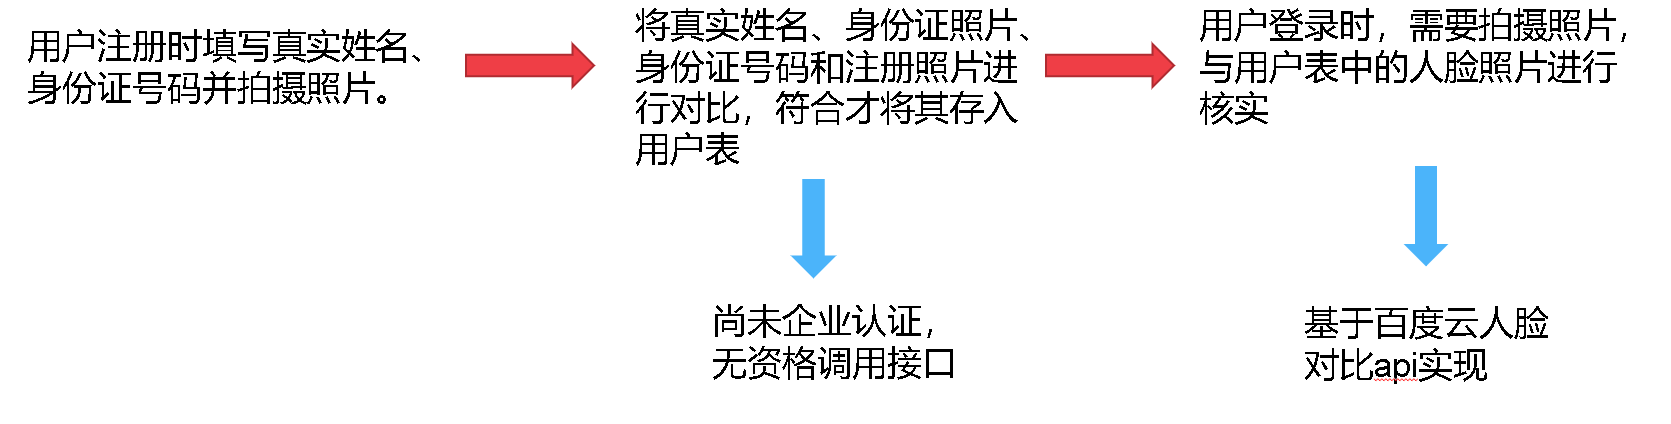 用户注册时填写真实姓名、
身份证号码并拍摄照片。
将真实姓名、身份证照片、
身份证号码和注册照片进
行对比，符合才将其存入
用户表
用户登录时，需要拍摄照片，
与用户表中的人脸照片进行
核实
尚未企业认证，
无资格调用接口
基于百度云人脸
对比api实现